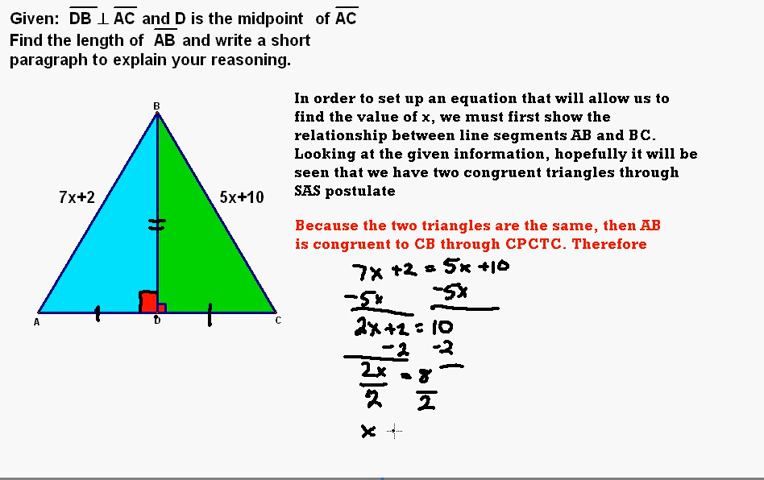 Given: DB ⊥ AC and D is the midpoint of AC
Find the length of AB and write a short
paragraph to explain your reasoning.
In order to set up an equation that will allow us to
find the value of x, we must first show the
relationship between line segments AB and BC.
Looking at the given information, hopefully it will be
seen that we have two congruent triangles through
SAS postulate
Because the two triangles are the same, then AB
is congruent to CB through CPCTC. Therefore
B
7x+2
5x+10
A
D
C
7x +2 = 5x +10
-5x -5x
2x+2 = 10
-2 -2
2x = 8
2 2
x